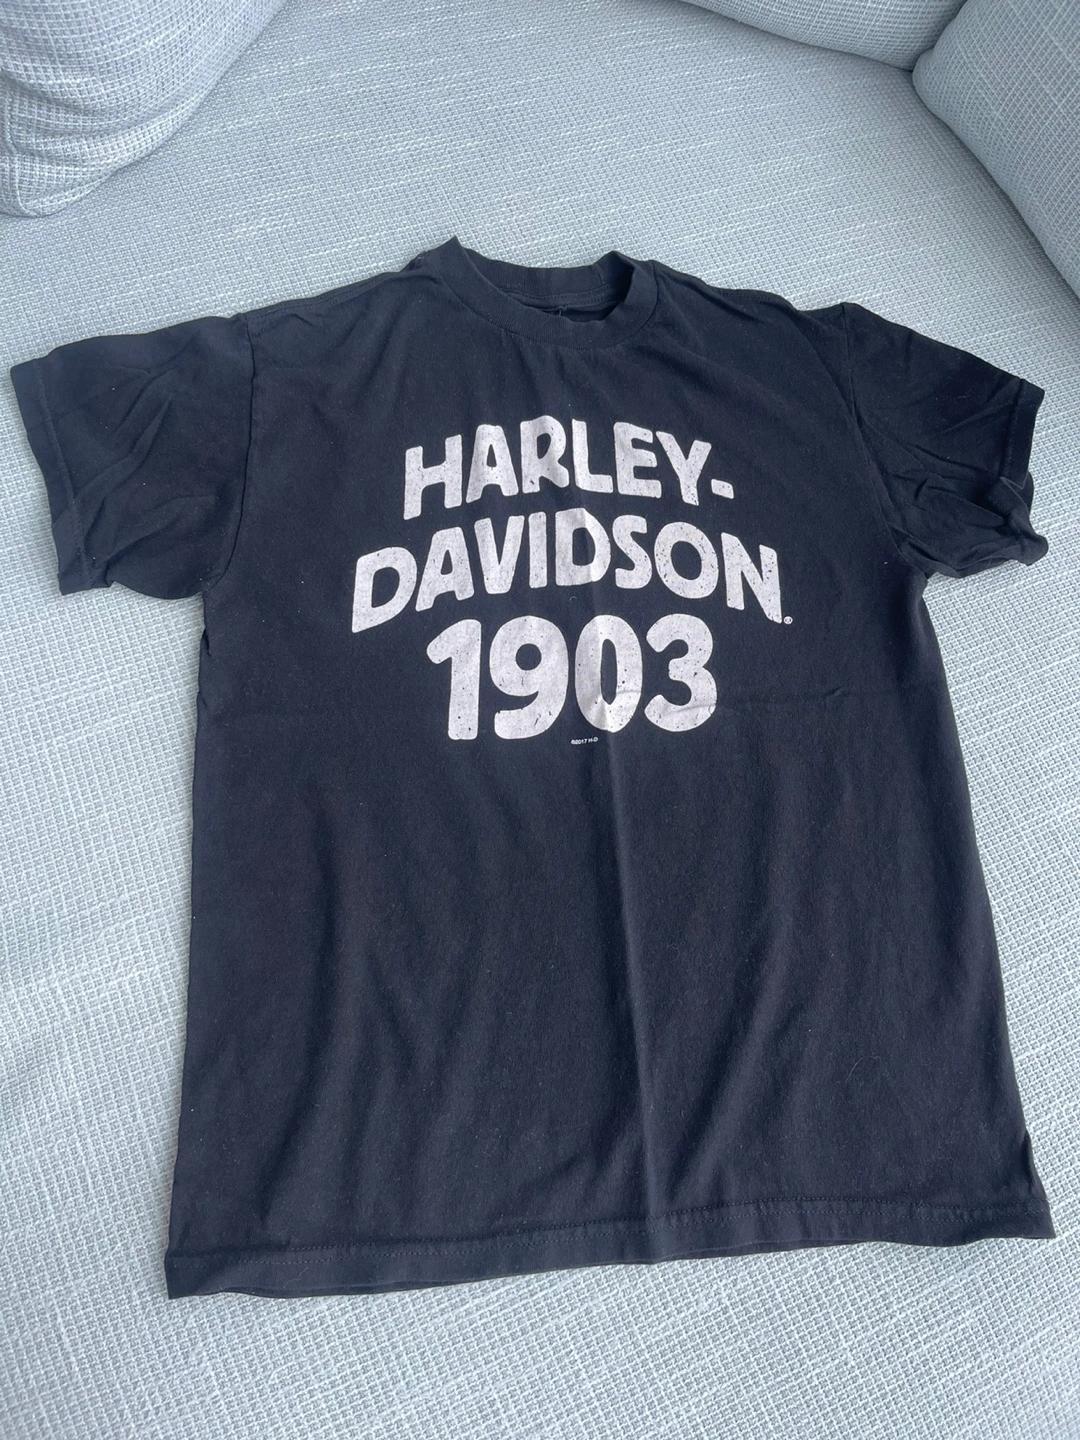 HARLEY-
DAVIDSON®
1903
©2017 H-D